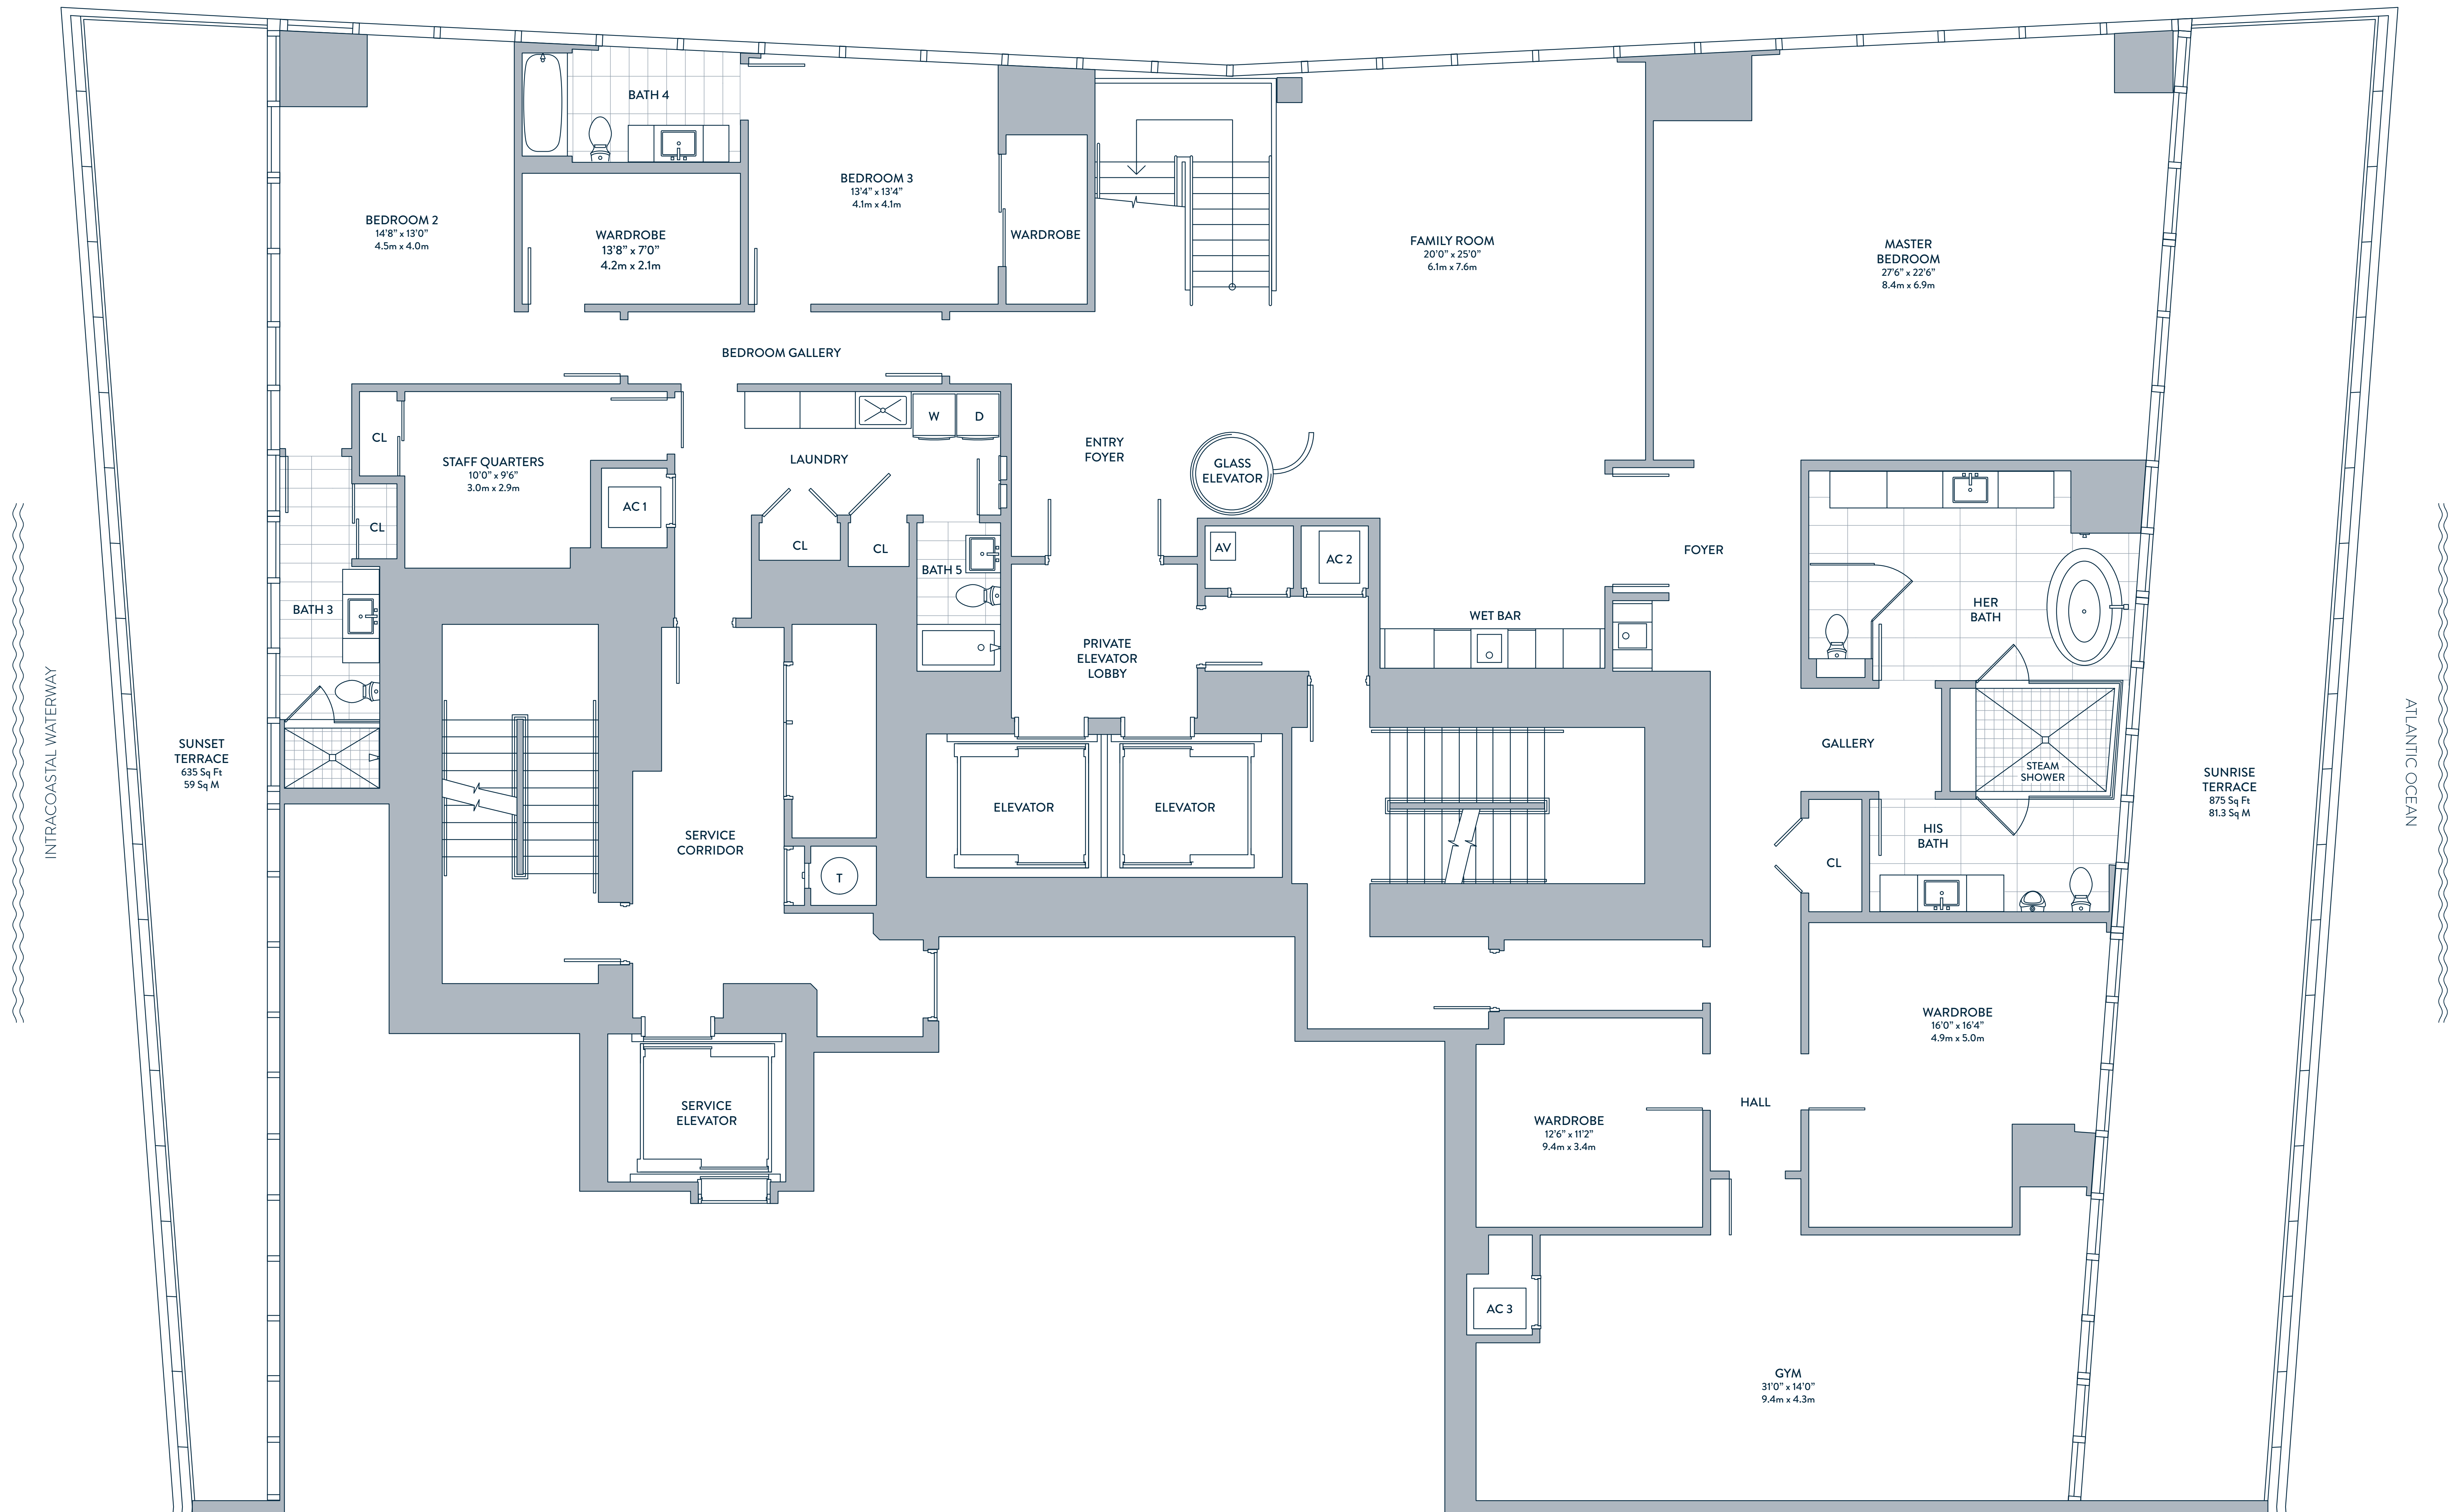 BATH 4
BEDROOM 2
14'8" x 13'0"
4.5m x 4.0m
WARDROBE
13'8" x 7'0"
4.2m x 2.1m
BEDROOM 3
13'4" x 13'4"
4.1m x 4.1m
WARDROBE
FAMILY ROOM
20'0" x 25'0"
6.1m x 7.6m
MASTER
BEDROOM
27'6" x 22'6"
8.4m x 6.9m
BEDROOM GALLERY
CL
STAFF QUARTERS
10'0" x 9'6"
3.0m x 2.9m
CL
AC 1
LAUNDRY
W
D
CL
CL
BATH 5
ENTRY
FOYER
GLASS
ELEVATOR
AV
AC 2
FOYER
WET BAR
HER
BATH
BATH 3
PRIVATE
ELEVATOR
LOBBY
INTRACOASTAL WATERWAY
SUNSET
TERRACE
635 Sq Ft
59 Sq M
SERVICE
CORRIDOR
T
ELEVATOR
ELEVATOR
GALLERY
STEAM
SHOWER
HIS
BATH
CL
SUNRISE
TERRACE
875 Sq Ft
81.3 Sq M
ATLANTIC OCEAN
WARDROBE
16'0" x 16'4"
4.9m x 5.0m
SERVICE
ELEVATOR
WARDROBE
12'6" x 11'2"
9.4m x 3.4m
HALL
AC 3
GYM
31'0" x 14'0"
9.4m x 4.3m